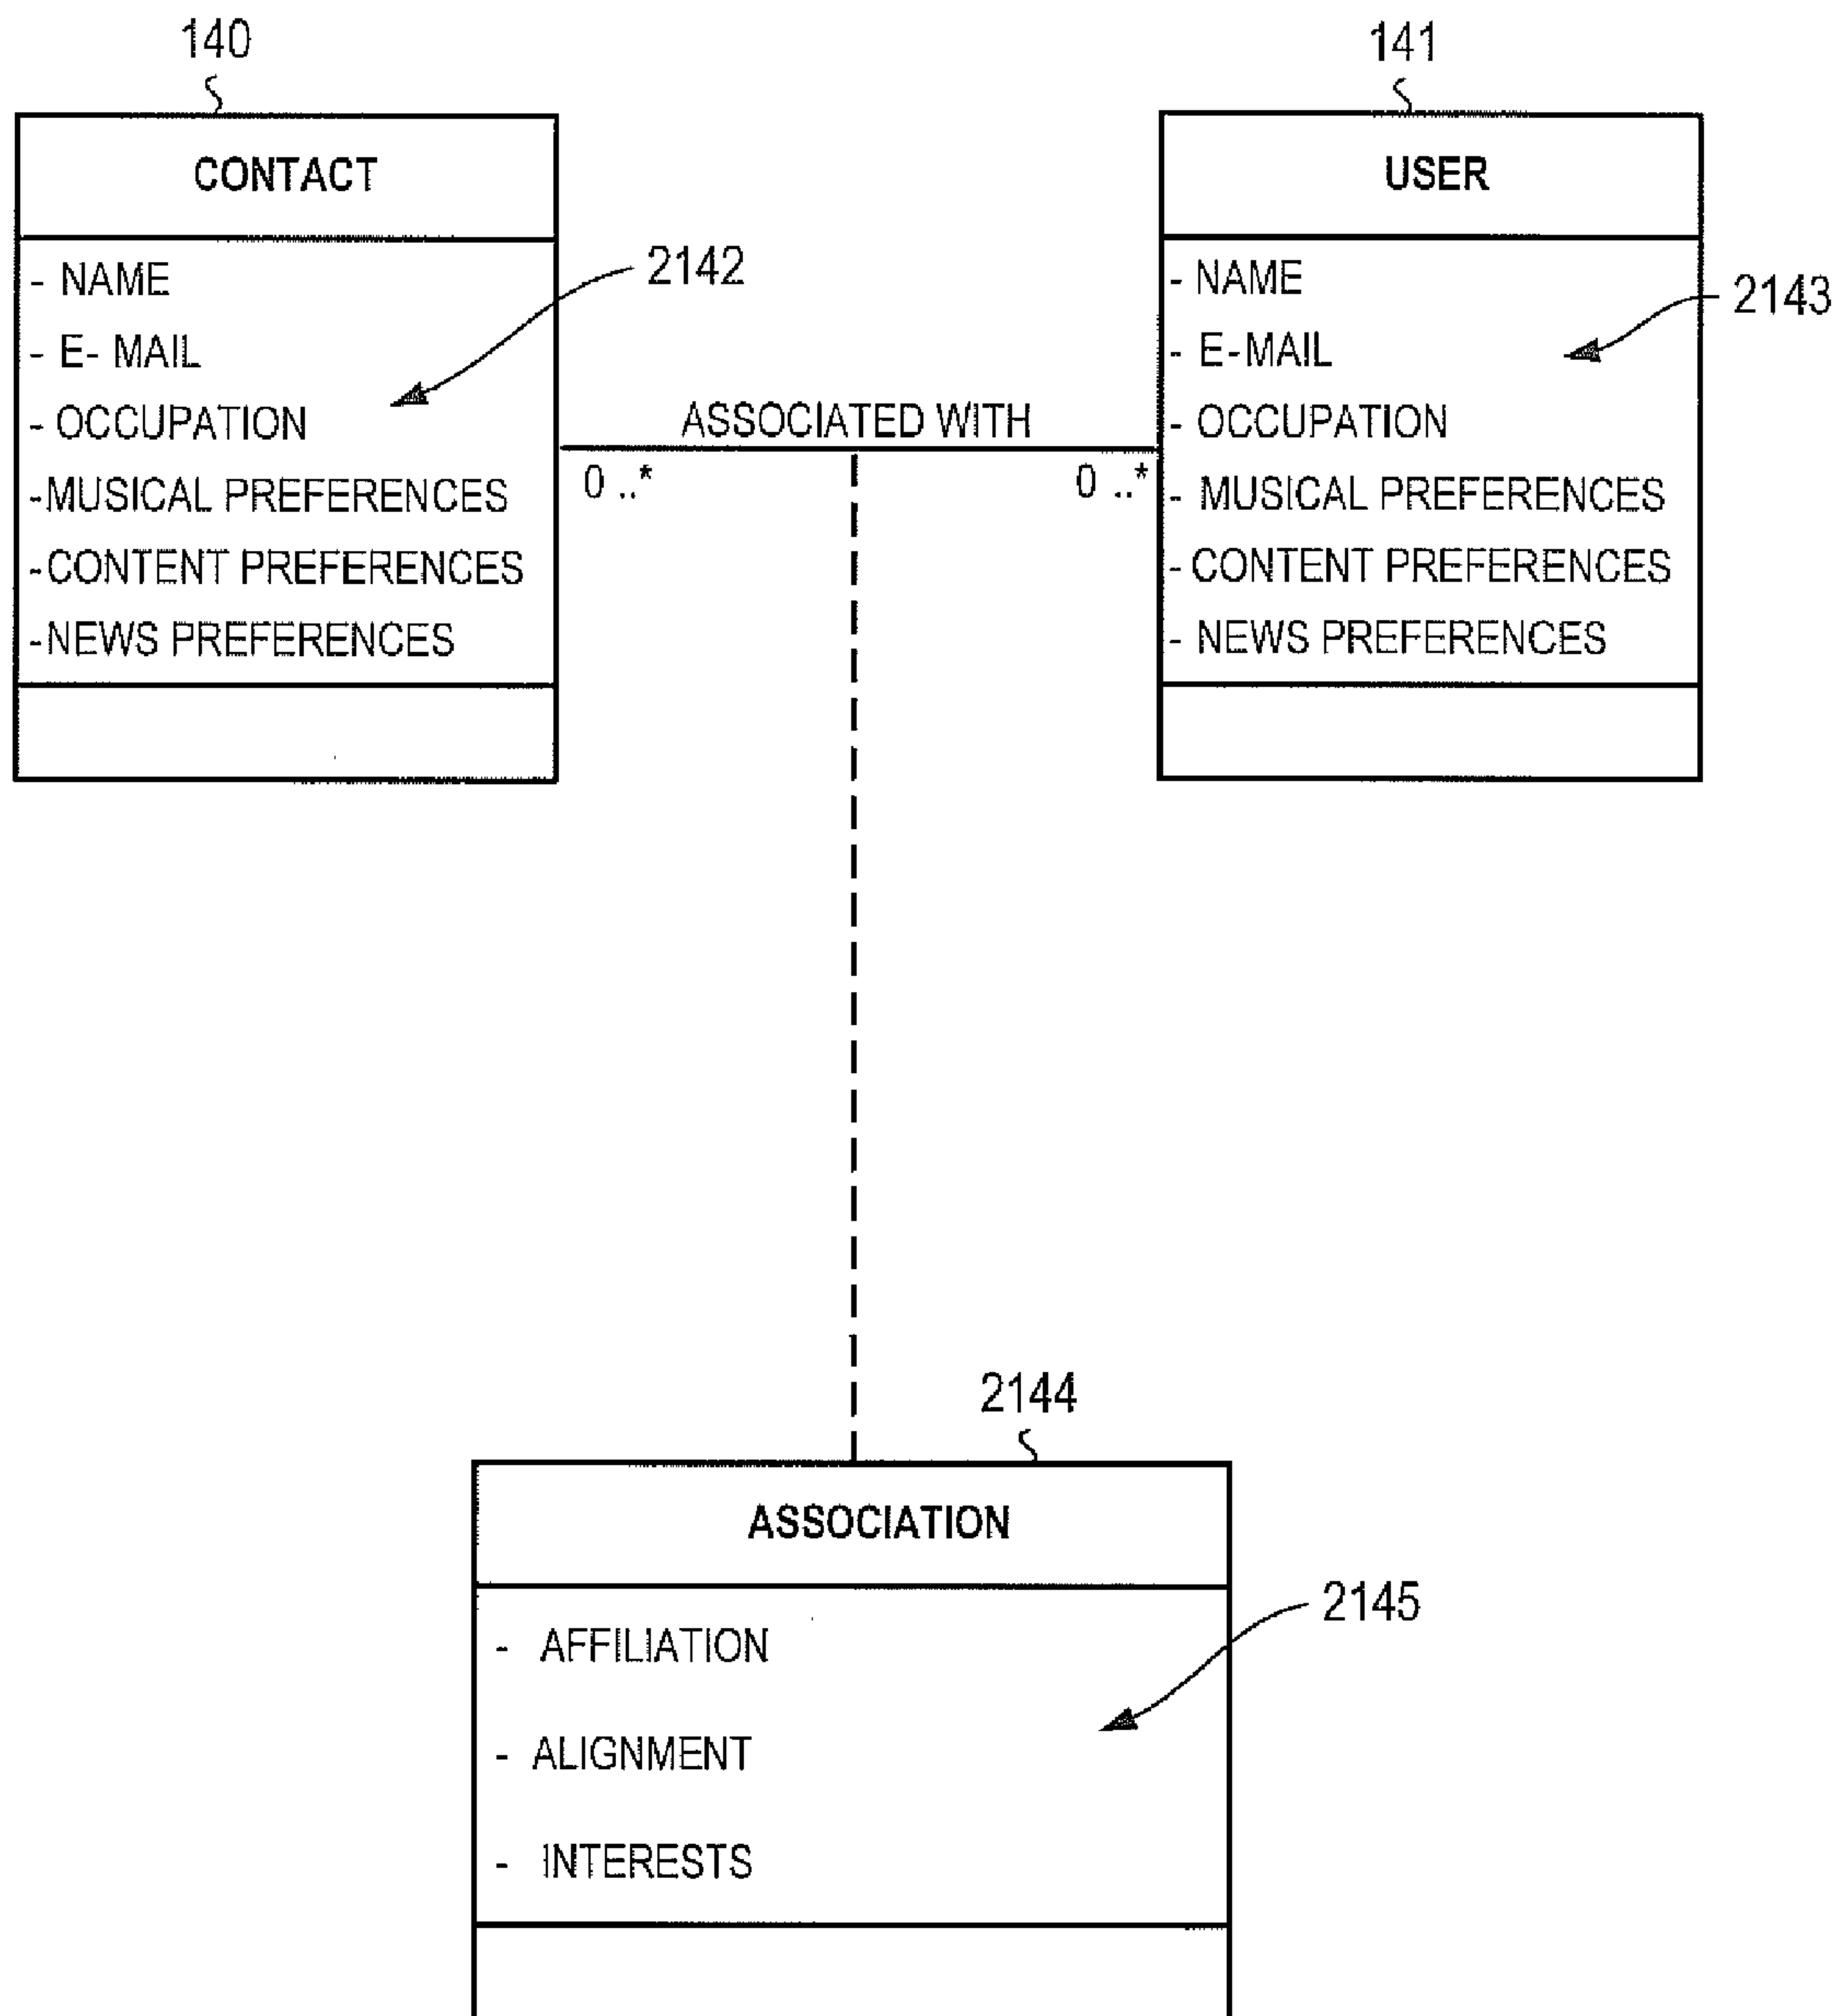 140
CONTACT
- NAME
- E- MAIL
- OCCUPATION
-MUSICAL PREFERENCES
-CONTENT PREFERENCES
-NEWS PREFERENCES
2142
ASSOCIATED WITH
0 ..*
0 ..*
141
USER
- NAME
- E-MAIL
- OCCUPATION
- MUSICAL PREFERENCES
- CONTENT PREFERENCES
- NEWS PREFERENCES
2143
2144
ASSOCIATION
- AFFILIATION
- ALIGNMENT
- INTERESTS
2145